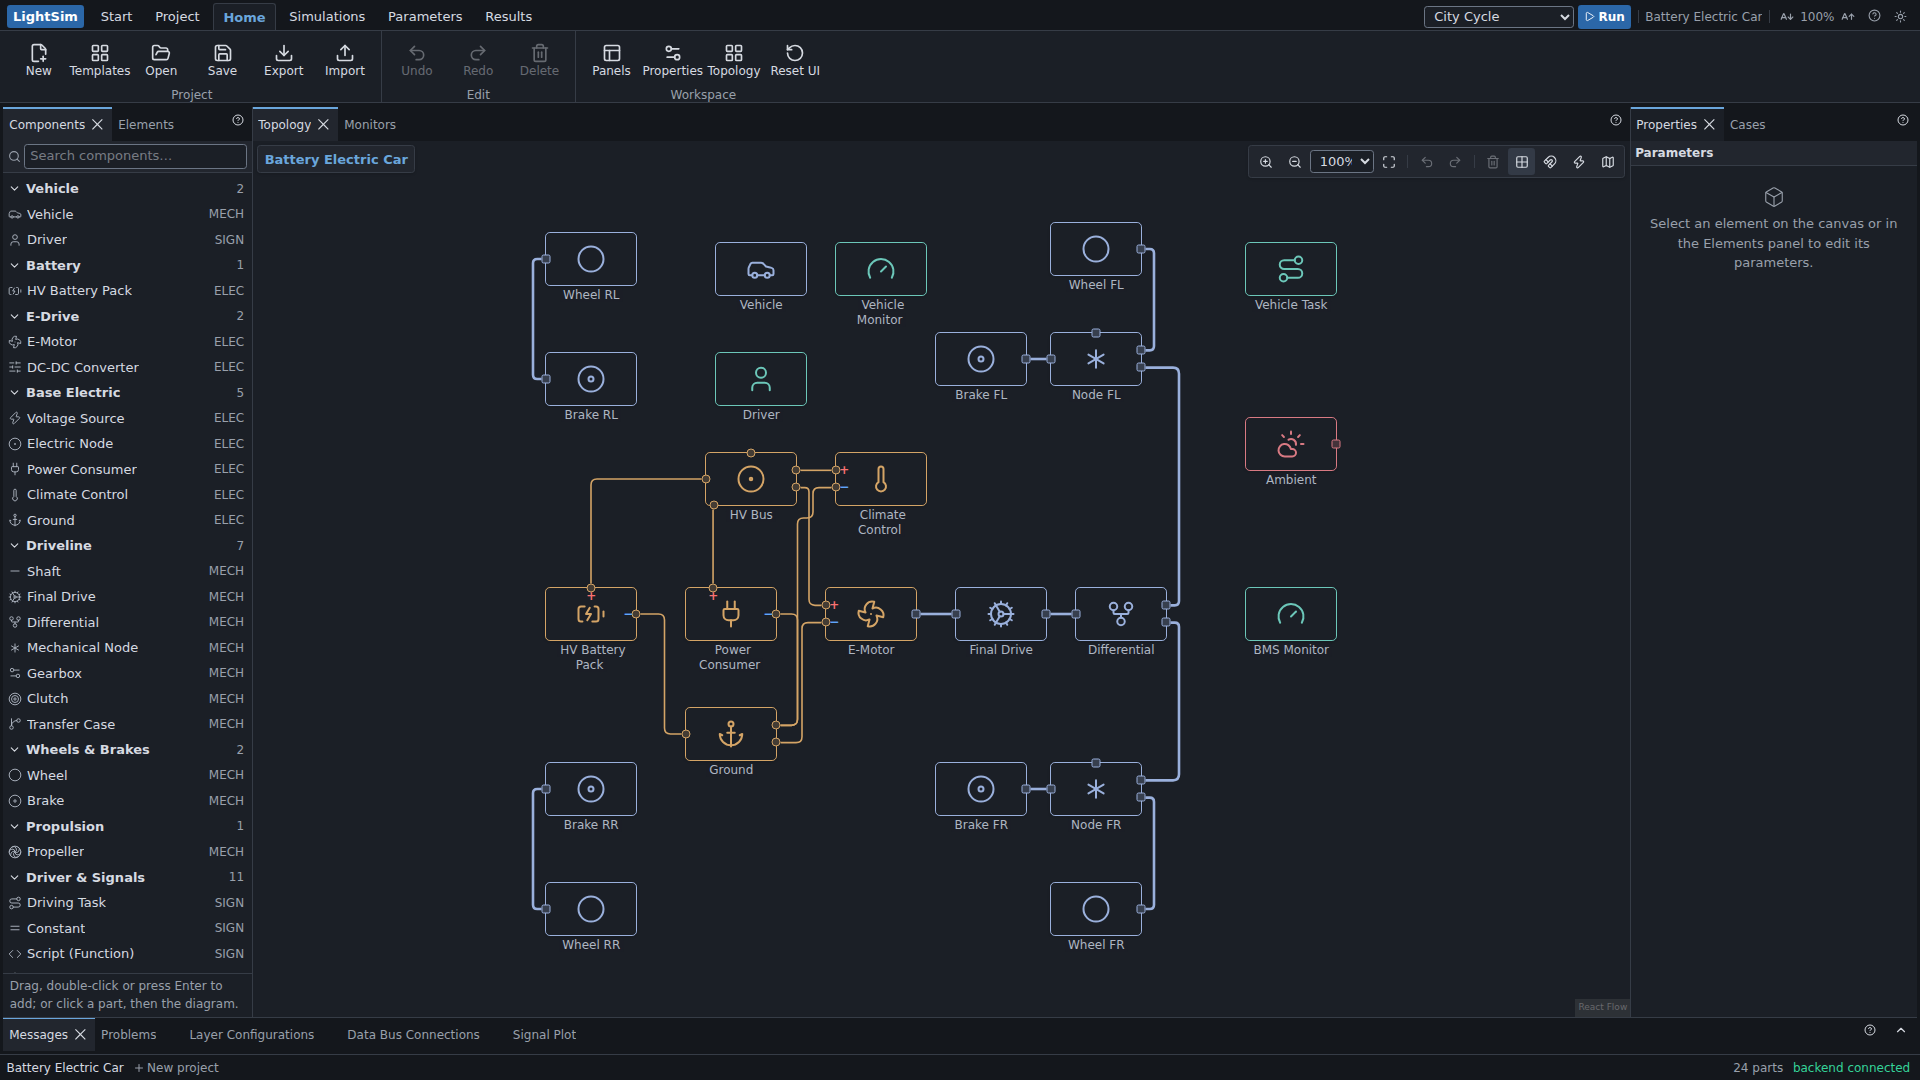 LightSim Start Project Home Simulations Parameters Results City Cycle Run Battery Electric Car A 100% A
New Templates Open Save Export Import Undo Redo Delete Panels Properties Topology Reset UI
Project Edit Workspace
Components Elements
Search components...
Vehicle 2
Vehicle MECH
Driver SIGN
Battery 1
HV Battery Pack ELEC
E-Drive 2
E-Motor ELEC
DC-DC Converter ELEC
Base Electric 5
Voltage Source ELEC
Electric Node ELEC
Power Consumer ELEC
Climate Control ELEC
Ground ELEC
Driveline 7
Shaft MECH
Final Drive MECH
Differential MECH
Mechanical Node MECH
Gearbox MECH
Clutch MECH
Transfer Case MECH
Wheels & Brakes 2
Wheel MECH
Brake MECH
Propulsion 1
Propeller MECH
Driver & Signals 11
Driving Task SIGN
Constant SIGN
Script (Function) SIGN
Drag, double-click or press Enter to
add; or click a part, then the diagram.
Topology Monitors
Battery Electric Car 100%
Wheel RL
Vehicle
Vehicle
Monitor
Wheel FL
Vehicle Task
Brake RL
Driver
Brake FL
Node FL
HV Bus
+
−
Climate
Control
Ambient
+
−
HV Battery
Pack
+
−
Power
Consumer
+
−
E-Motor
Final Drive
Differential
BMS Monitor
Ground
Brake RR
Brake FR
Node FR
Wheel RR
Wheel FR
React Flow
Properties Cases
Parameters
Select an element on the canvas or in
the Elements panel to edit its
parameters.
Messages Problems Layer Configurations Data Bus Connections Signal Plot
Battery Electric Car + New project 24 parts backend connected